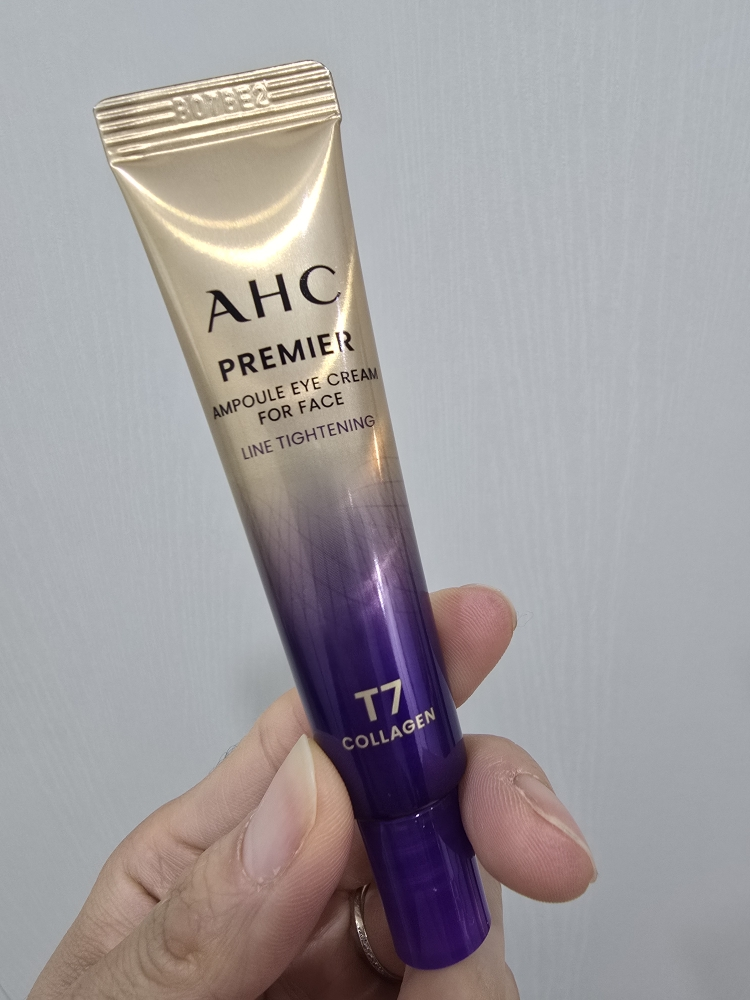 AHC
PREMIER
AMPOULE EYE CREAM
FOR FACE
LINE TIGHTENING
T7
COLLAGEN